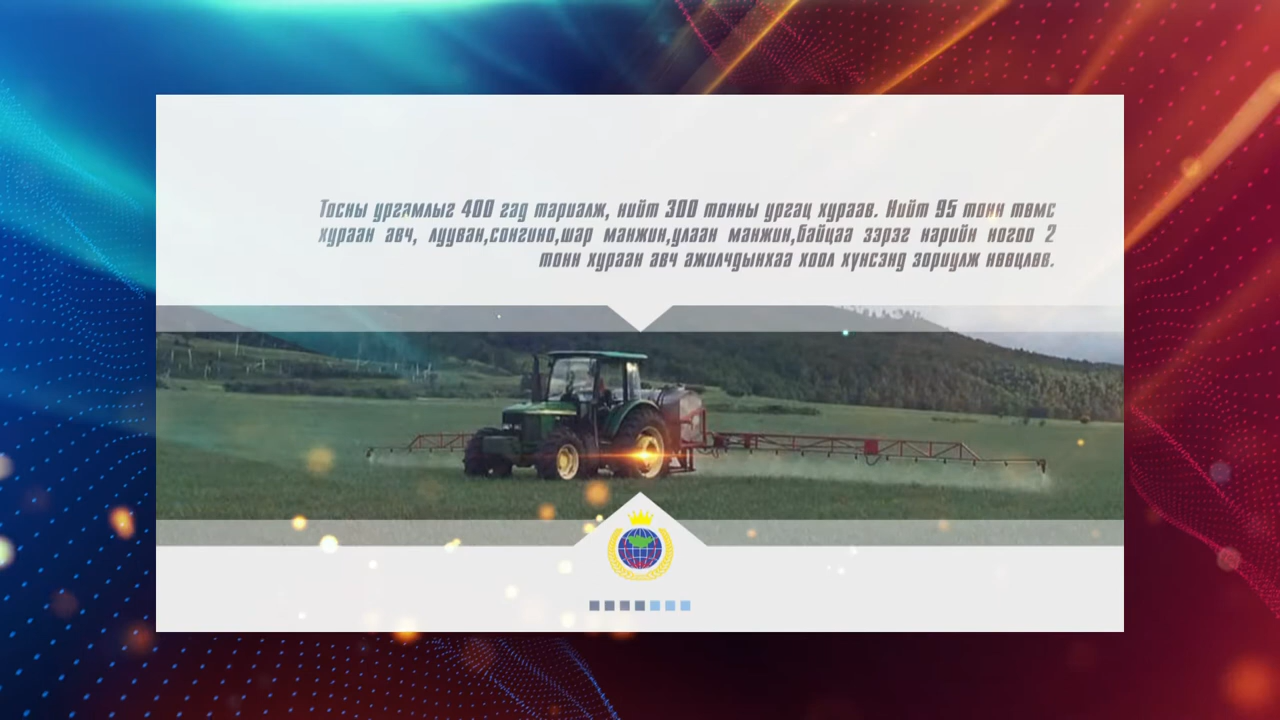 Тосны ургамлыг 400 гад тариалж, нийт 300 тонны ургац хураав. Нийт 95 тонн төмс
хураан авч, лууван,сонгино,шар манжин,улаан манжин,байцаа зэрэг нарийн ногоо 2
тонн хураан авч ажилчдынхаа хоол хүнсэнд зориулж нөөцлөв.